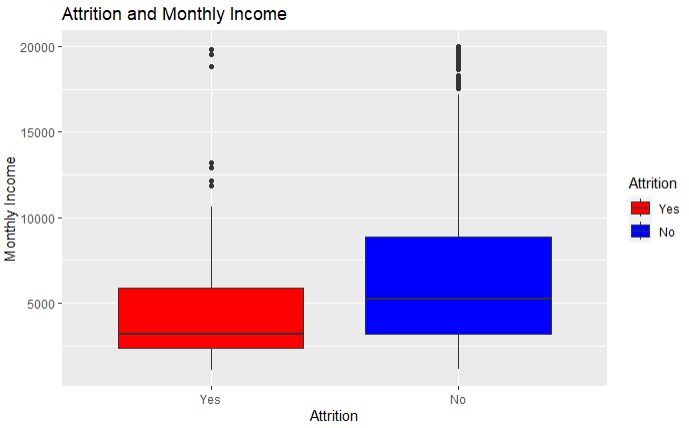 Attrition and Monthly Income
20000
15000
10000
5000
Monthly Income
Yes
No
Attrition
Attrition
Yes
No